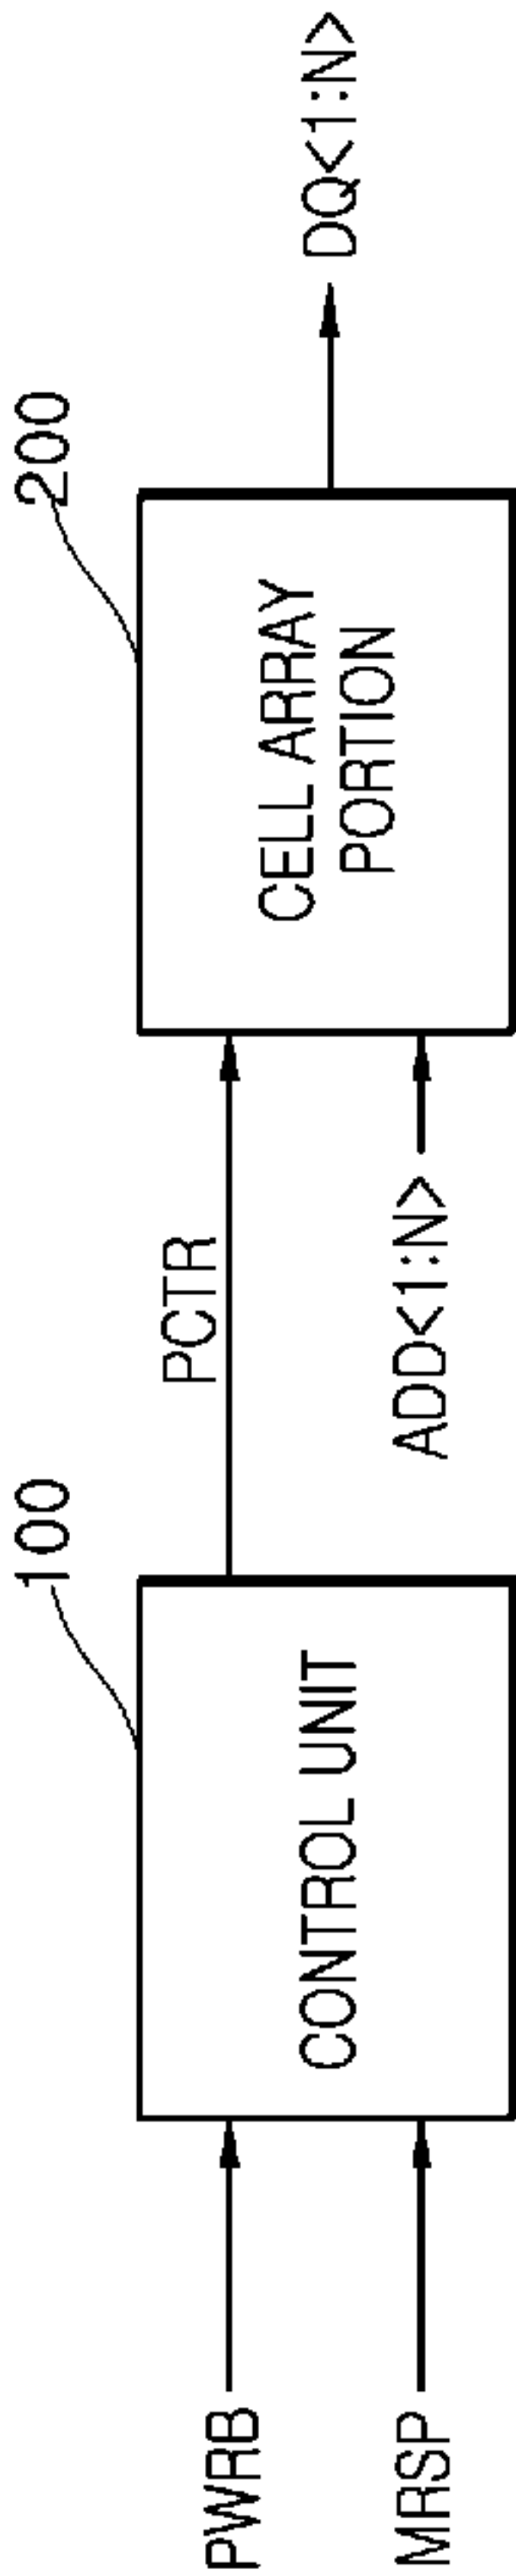 100
200
PWRB
MRSP
CONTROL UNIT
PCTR
ADD<1:N>
CELL ARRAY
PORTION
DQ<1:N>